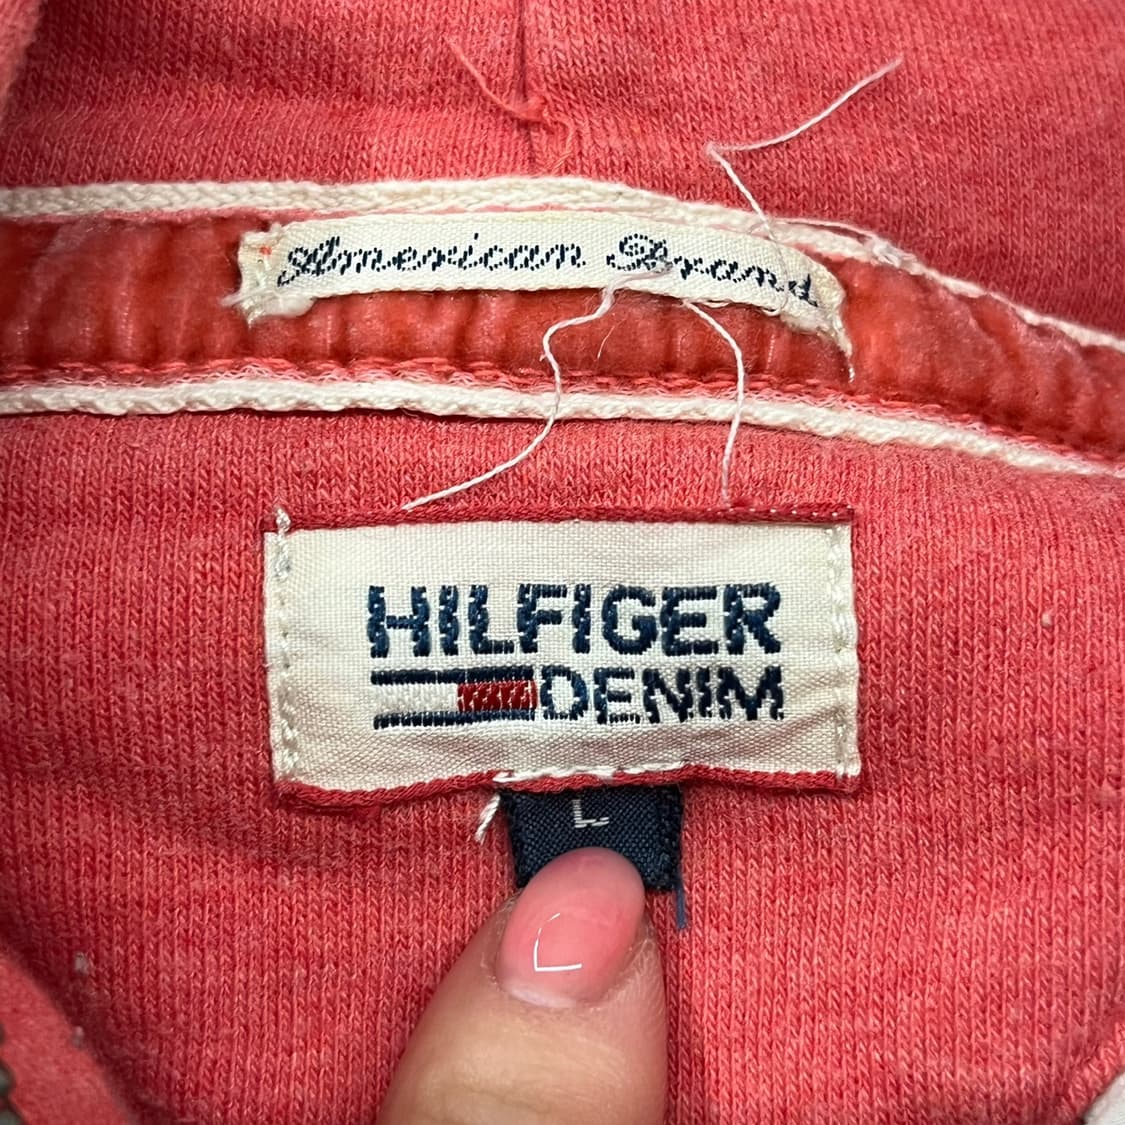 American Brand
HILFIGER
DENIM
L